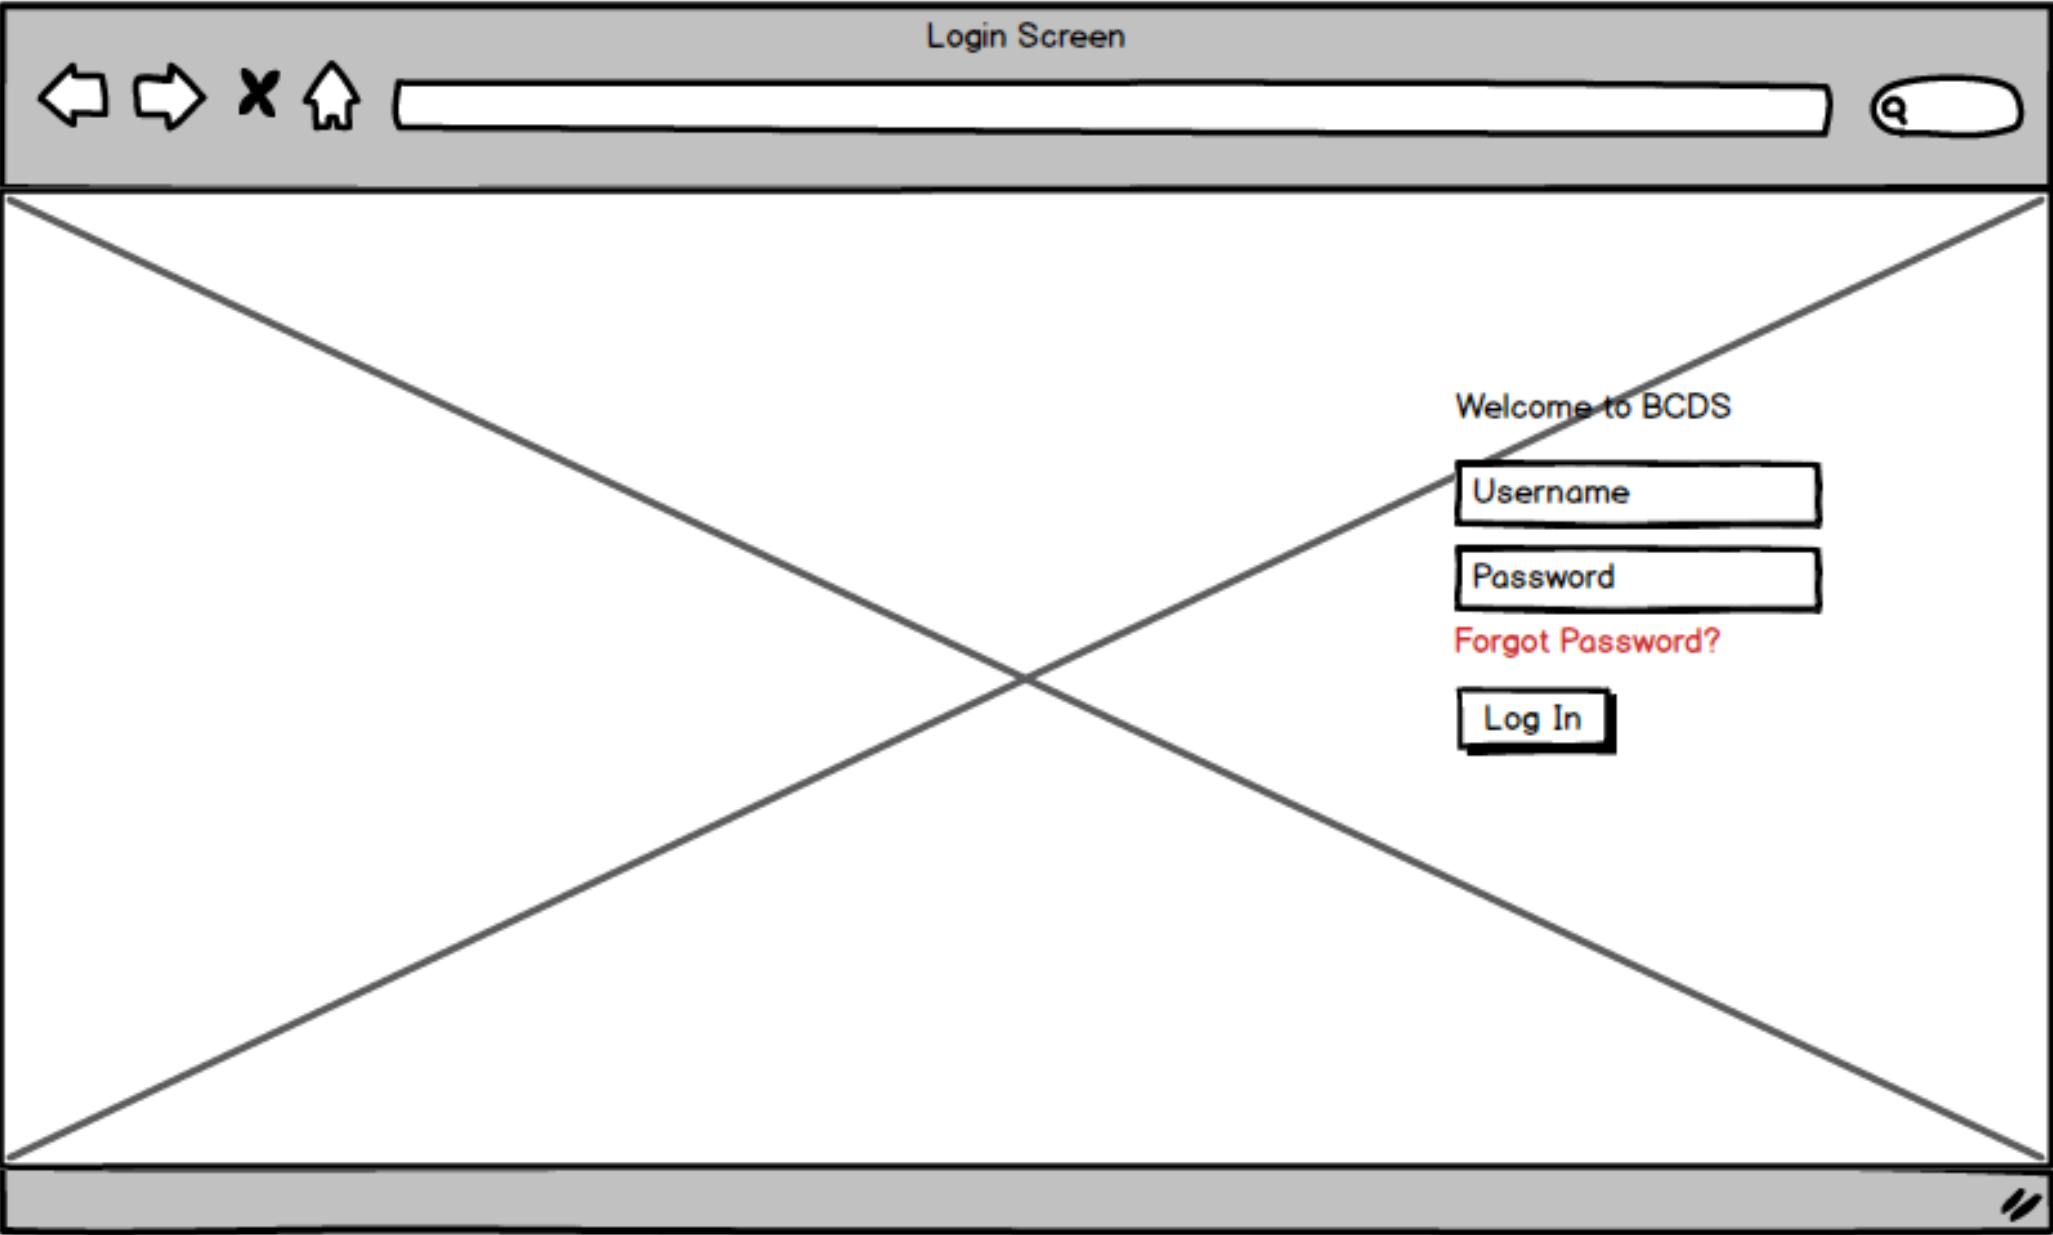 Login Screen
Welcome to BCDS
Username
Password
Forgot Password?
Log In